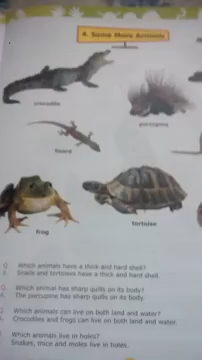 4. Some More Animals
crocodile
porcupine
lizard
frog
tortoise
Q. Which animals have a thick and hard shell?
A. Snails and tortoises have a thick and hard shell.
Q. Which animal has sharp quills on its body?
A. The porcupine has sharp quills on its body.
Q. Which animals can live on both land and water?
Crocodiles and frogs can live on both land and water.
Which animals live in holes?
Snakes, mice and moles live in holes.